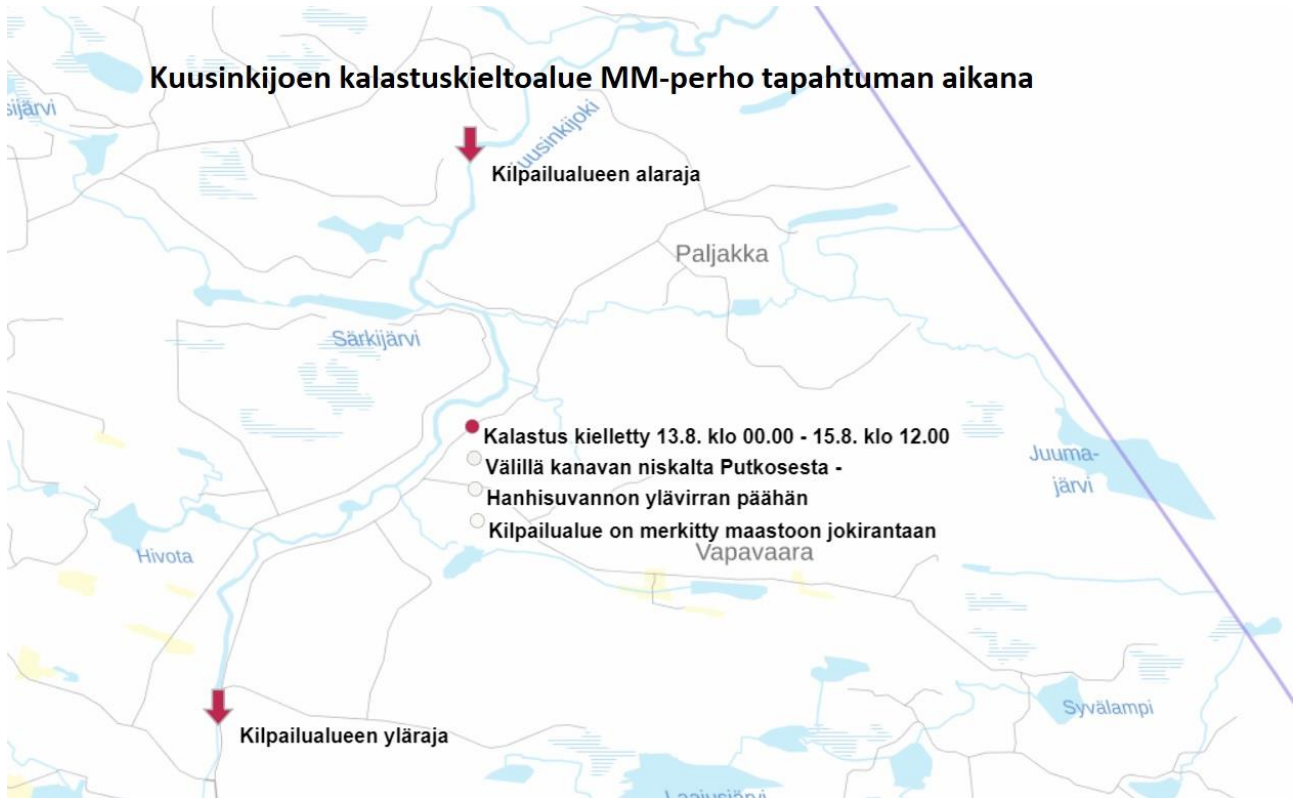 Kuusinkijoen kalastuskieltoalue MM-perho tapahtuman aikana
sijärvi
uusinkijoki
Kilpailualueen alaraja
Paljakka
Särkijärvi
Kalastus kielletty 13.8. klo 00.00 - 15.8. klo 12.00
Välillä kanavan niskalta Putkosesta -
Hanhisuvannon ylävirran päähän
Kilpailualue on merkitty maastoon jokirantaan
Juuma-
järvi
Vapavaara
Hivota
Syvälampi
Kilpailualueen yläraja